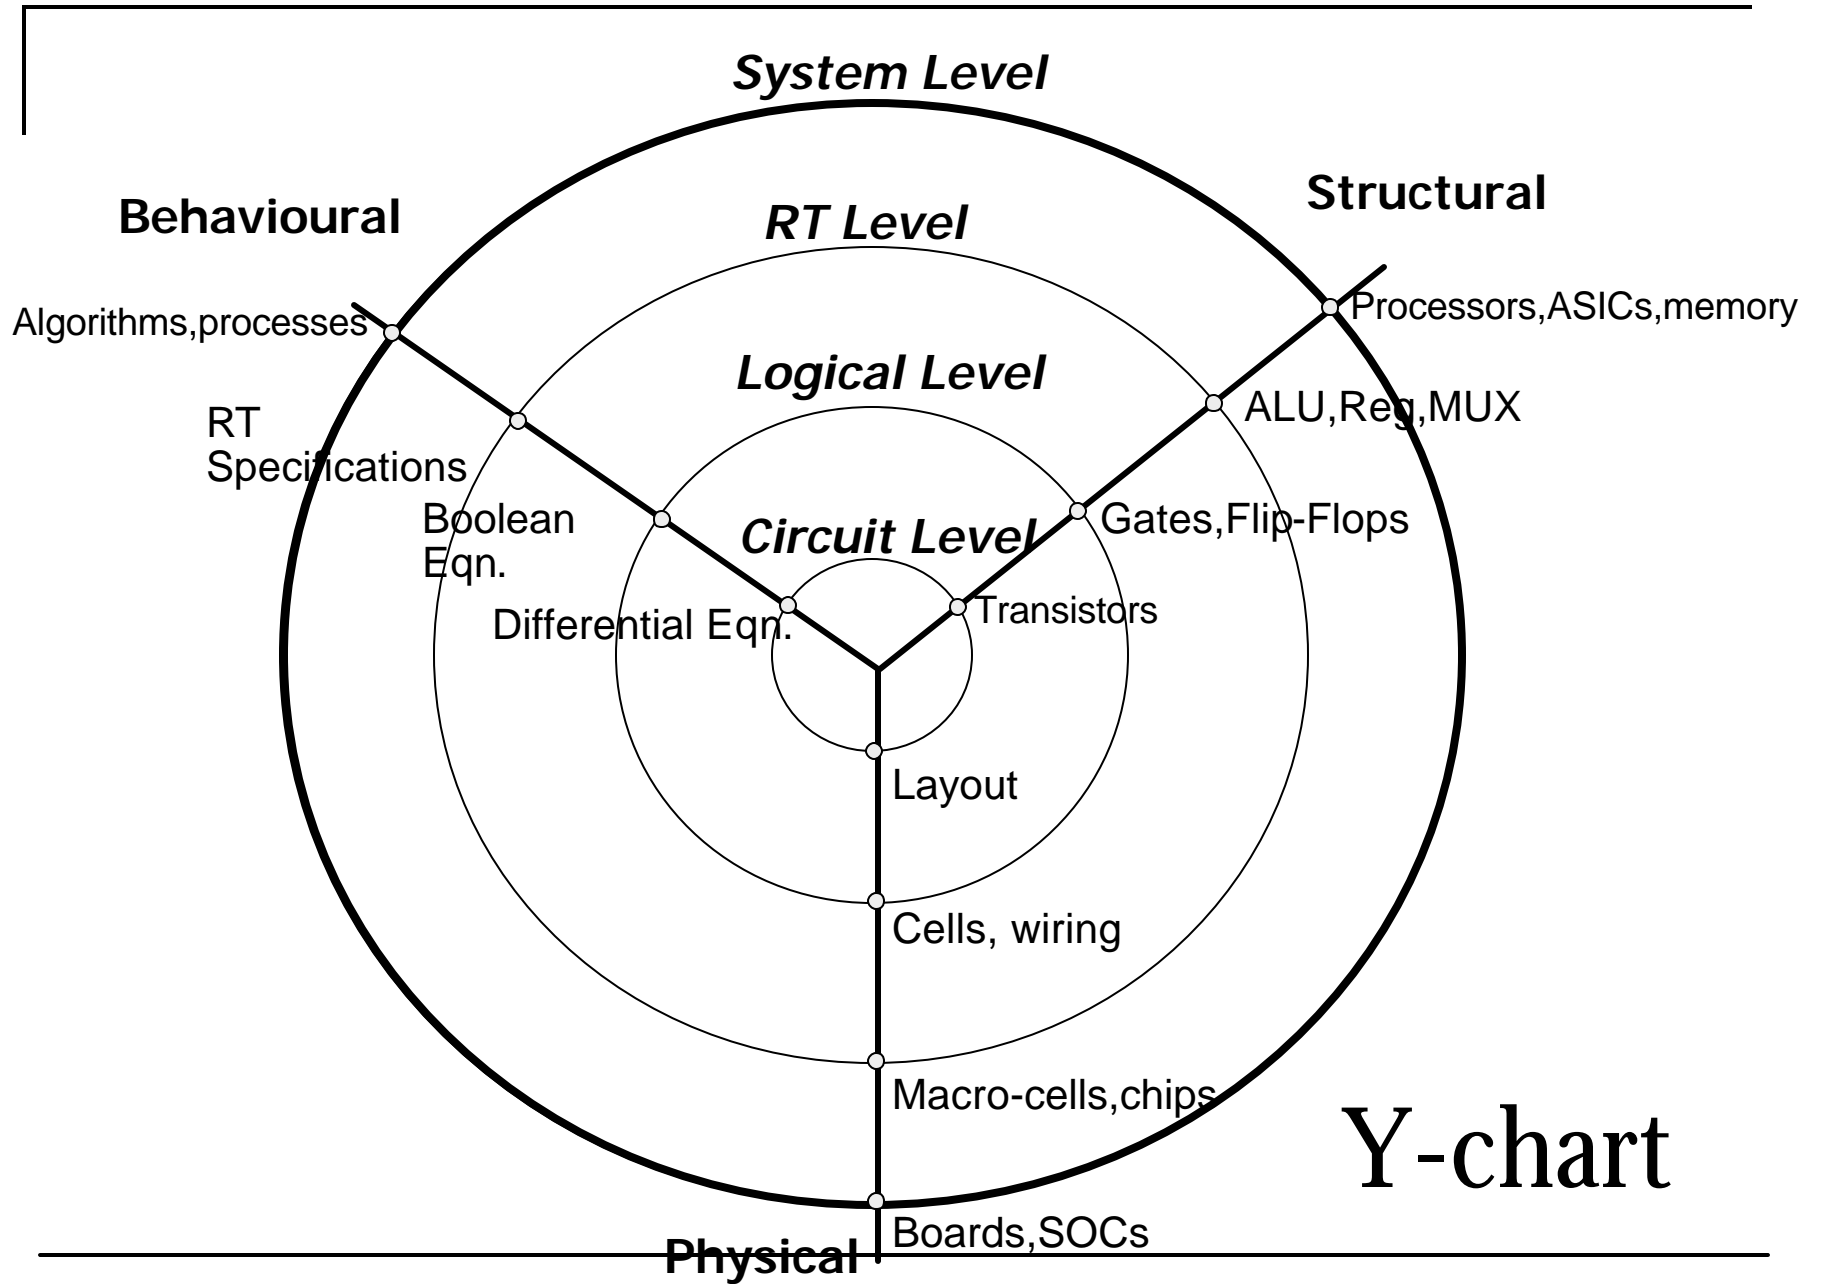 System Level
Behavioural
Structural
RT Level
Algorithms,processes
Processors,ASICs,memory
Logical Level
RT
Specifications
ALU,Reg,MUX
Boolean
Eqn.
Circuit Level
Gates,Flip-Flops
Differential Eqn.
Transistors
Layout
Cells, wiring
Macro-cells,chips
Y-chart
Boards,SOCs
Physical